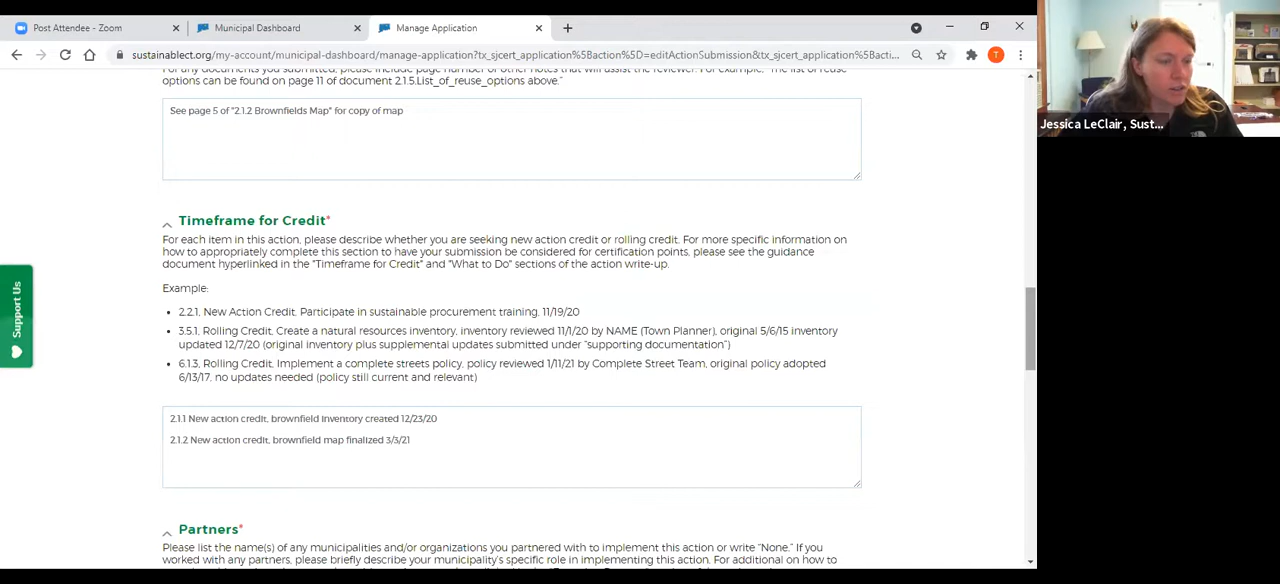 Post Attendee - Zoom
Municipal Dashboard
Manage Application
sustainablect.org/my-account/municipal-dashboard/manage-application?tx_sjcert_application%5Baction%5D=editActionSubmission&tx_sjcert_application%5Bacti...
T
For any documents you submitted, please include page number or other notes that will assist the reviewer. For example, "The list of reuse
options can be found on page 11 of document 2.1.5.List_of_reuse_options above."
See page 5 of "2.1.2 Brownfields Map" for copy of map
Jessica LeClair, Sust...
Timeframe for Credit*
For each item in this action, please describe whether you are seeking new action credit or rolling credit. For more specific information on
how to appropriately complete this section to have your submission be considered for certification points, please see the guidance
document hyperlinked in the "Timeframe for Credit" and "What to Do" sections of the action write-up.
Example:
• 2.2.1, New Action Credit, Participate in sustainable procurement training, 11/19/20
• 3.5.1, Rolling Credit, Create a natural resources inventory, inventory reviewed 11/1/20 by NAME (Town Planner), original 5/6/15 inventory
updated 12/7/20 (original inventory plus supplemental updates submitted under "supporting documentation")
• 6.1.3, Rolling Credit, Implement a complete streets policy, policy reviewed 1/11/21 by Complete Street Team, original policy adopted
6/13/17, no updates needed (policy still current and relevant)
Support Us
2.1.1 New action credit, brownfield inventory created 12/23/20
2.1.2 New action credit, brownfield map finalized 3/3/21
Partners*
Please list the name(s) of any municipalities and/or organizations you partnered with to implement this action or write "None." If you
worked with any partners, please briefly describe your municipality's specific role in implementing this action. For additional on how to